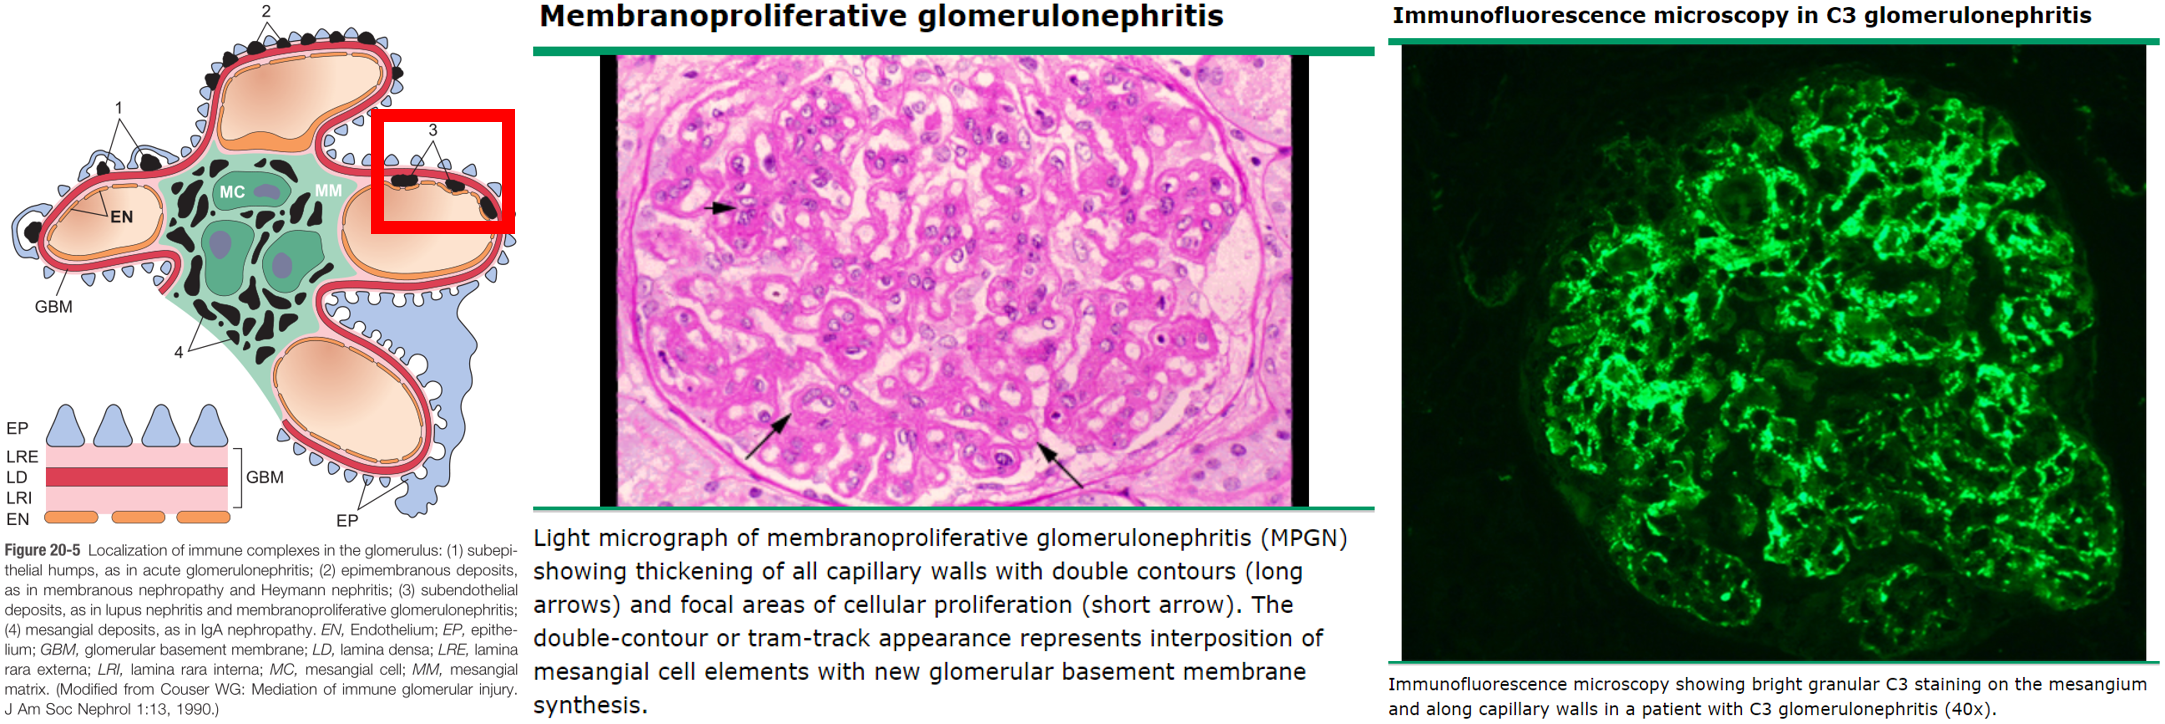 2
1
3
MC
MM
EN
GBM
4
EP
LRE
LD
LRI
EN
GBM
EP
Figure 20-5 Localization of immune complexes in the glomerulus: (1) subepi-
thelial humps, as in acute glomerulonephritis; (2) epimembranous deposits,
as in membranous nephropathy and Heymann nephritis; (3) subendothelial
deposits, as in lupus nephritis and membranoproliferative glomerulonephritis;
(4) mesangial deposits, as in IgA nephropathy. EN, Endothelium; EP, epithe-
lium; GBM, glomerular basement membrane; LD, lamina densa; LRE, lamina
rara externa; LRI, lamina rara interna; MC, mesangial cell; MM, mesangial
matrix. (Modified from Couser WG: Mediation of immune glomerular injury.
J Am Soc Nephrol 1:13, 1990.)
Membranoproliferative glomerulonephritis
Light micrograph of membranoproliferative glomerulonephritis (MPGN)
showing thickening of all capillary walls with double contours (long
arrows) and focal areas of cellular proliferation (short arrow). The
double-contour or tram-track appearance represents interposition of
mesangial cell elements with new glomerular basement membrane
synthesis.
Immunofluorescence microscopy in C3 glomerulonephritis
Immunofluorescence microscopy showing bright granular C3 staining on the mesangium
and along capillary walls in a patient with C3 glomerulonephritis (40x).